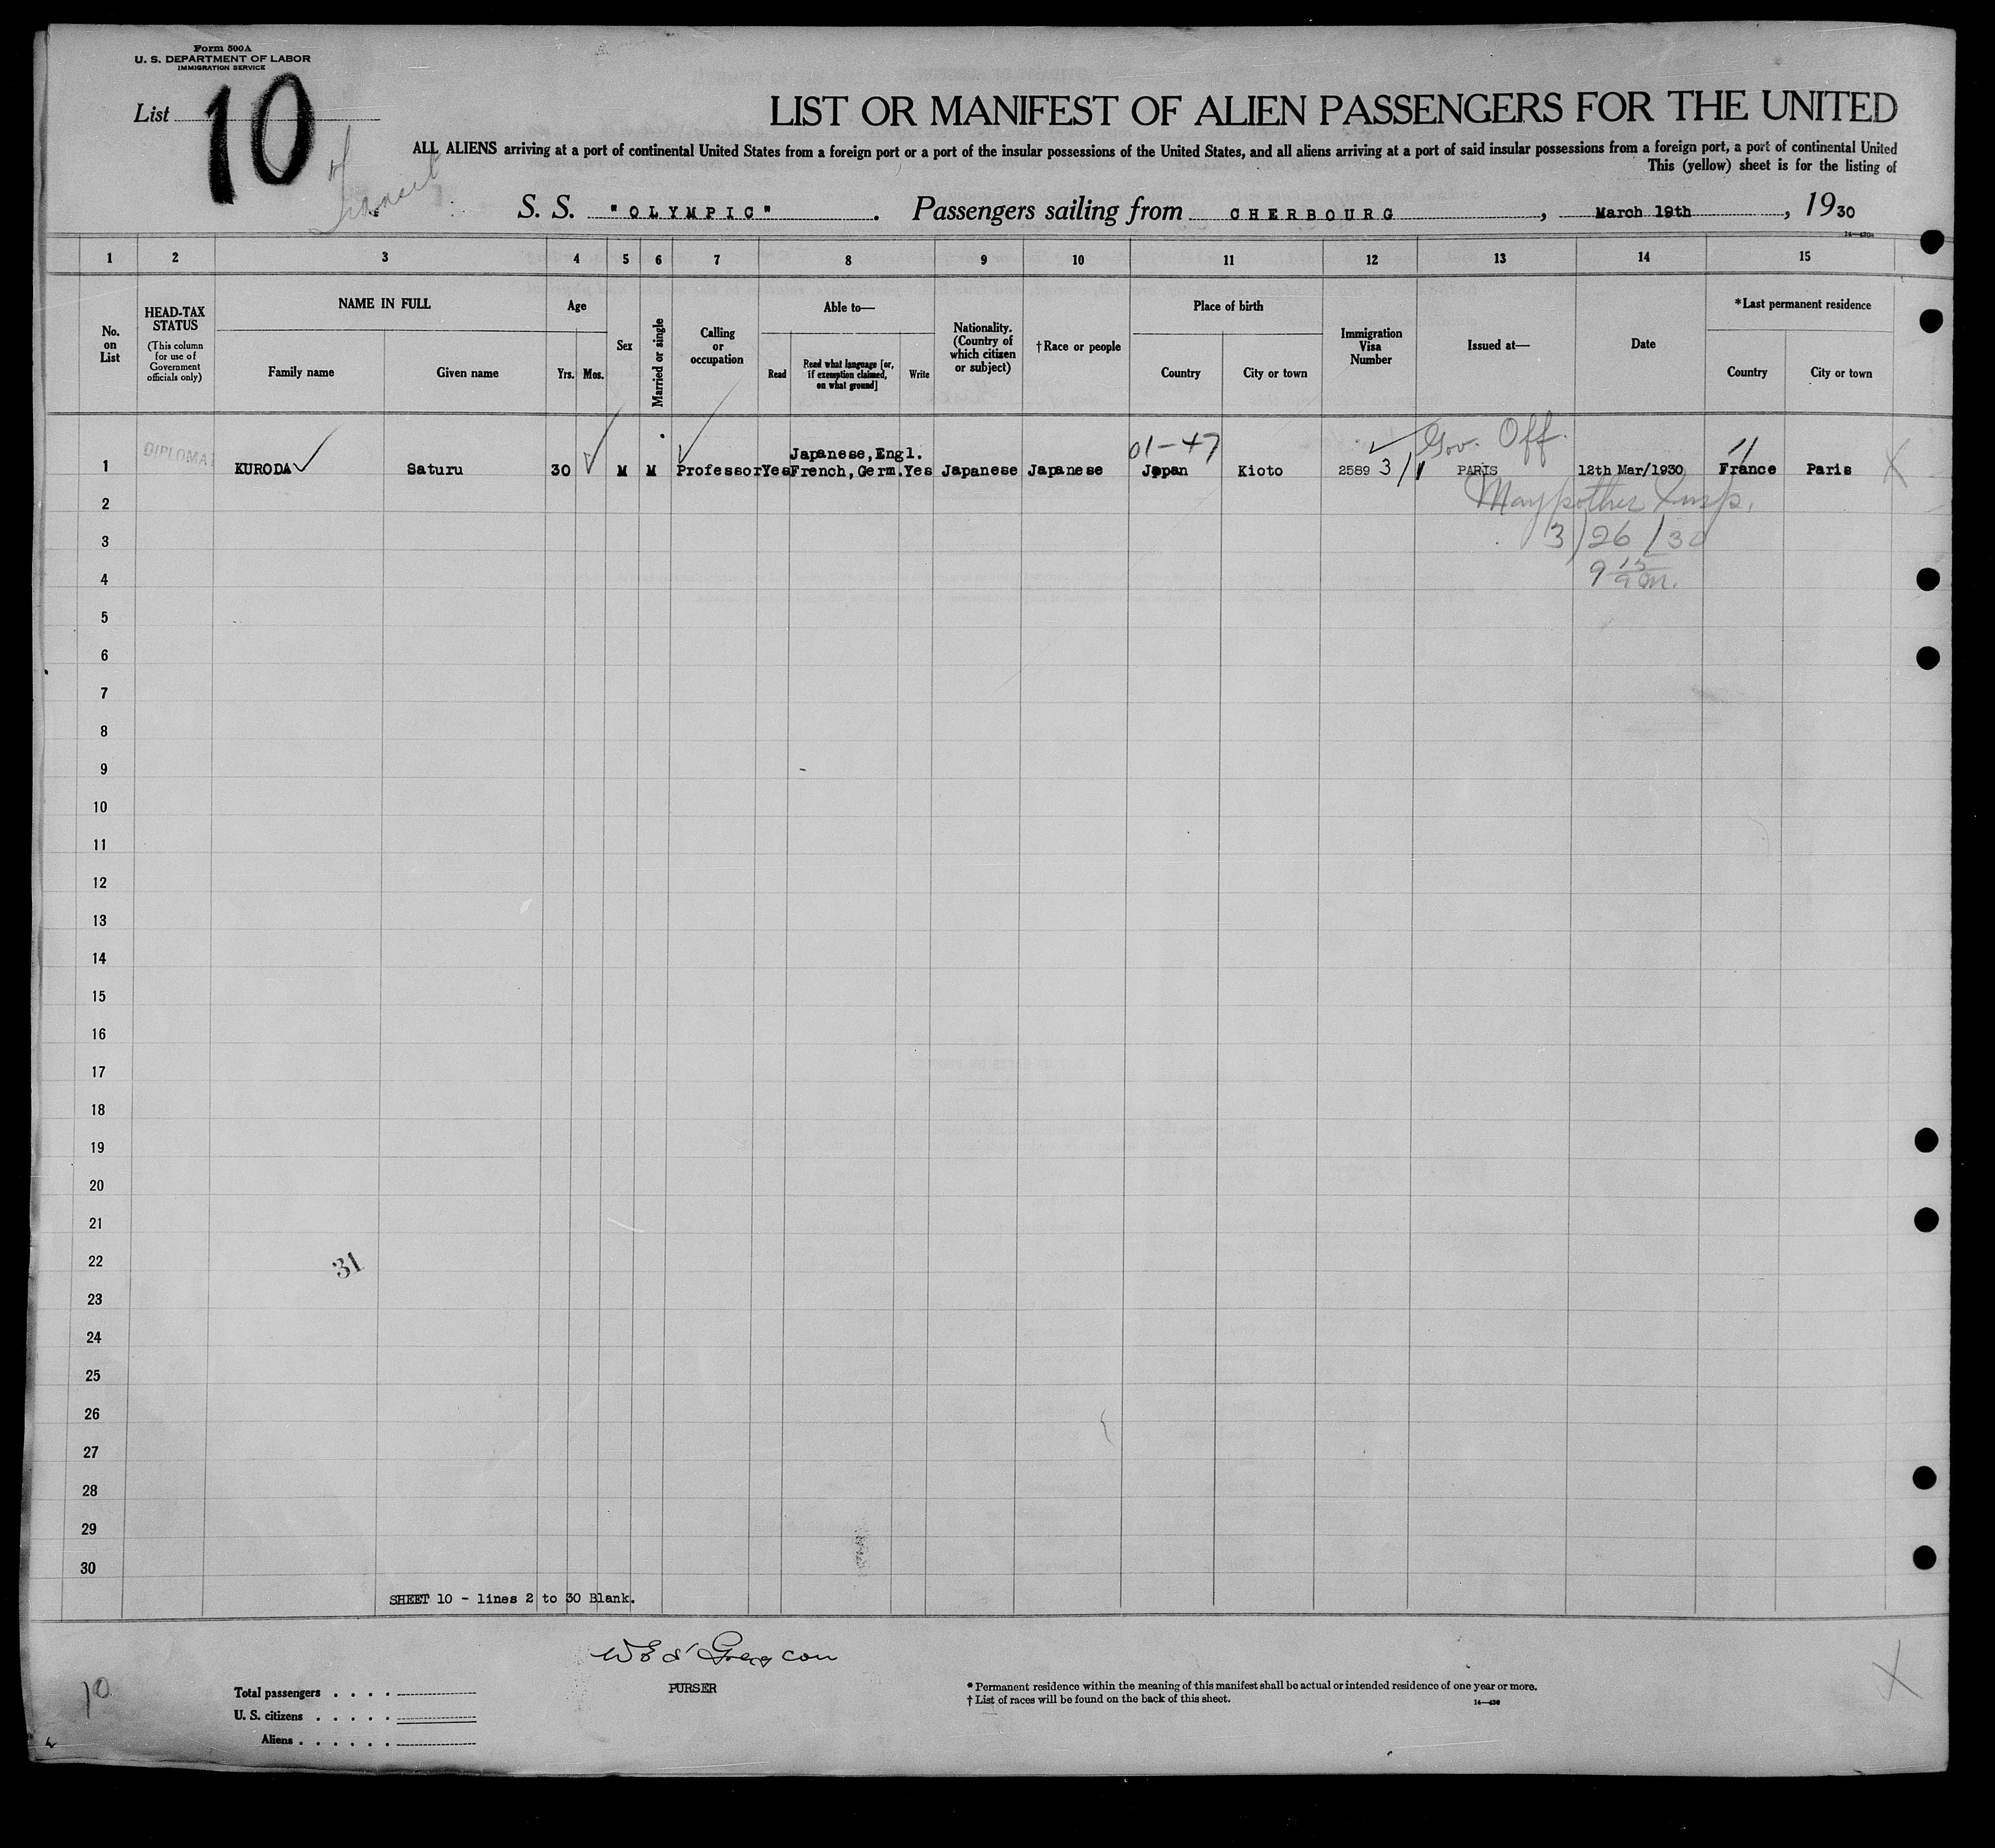 Form 500A
U. S. DEPARTMENT OF LABOR
IMMIGRATION SERVICE
List 10
of
Transit
LIST OR MANIFEST OF ALIEN PASSENGERS FOR THE UNITED
ALL ALIENS arriving at a port of continental United States from a foreign port or a port of the insular possessions of the United States, and all aliens arriving at a port of said insular possessions from a foreign port, a port of continental United
This (yellow) sheet is for the listing of
S. S. "OLYMPIC" . Passengers sailing from CHERBOURG , March 19th , 1930
1 2 3 4 5 6 7 8 9 10 11 12 13 14 15
No. on List
HEAD-TAX STATUS
(This column for use of Government officials only)
NAME IN FULL
Family name Given name
Age
Yrs. Mos.
Sex
Married or single
Calling or occupation
Able to—
Read
Read what language [or, if exemption claimed, on what ground]
Write
Nationality. (Country of which citizen or subject)
†Race or people
Place of birth
Country City or town
Immigration Visa Number
Issued at—
Date
*Last permanent residence
Country City or town
01-47 Gov. Off.
1 DIPLOMA KURODA Saturu 30 M M Professor Yes Japanese, Engl. French, Germ. Yes Japanese Japanese Japan Kioto 2589 3/1 PARIS 12th Mar/1930 France Paris X
2 Insp.
3 3/26/30
4 9 15 am.
5
6
7
8
9
10
11
12
13
14
15
16
17
18
19
20
21
22 31
23
24
25
26
27
28
29
30
SHEET 10 - lines 2 to 30 Blank.
PURSER
10
Total passengers
U. S. citizens
Aliens
* Permanent residence within the meaning of this manifest shall be actual or intended residence of one year or more.
† List of races will be found on the back of this sheet.
14—430
X